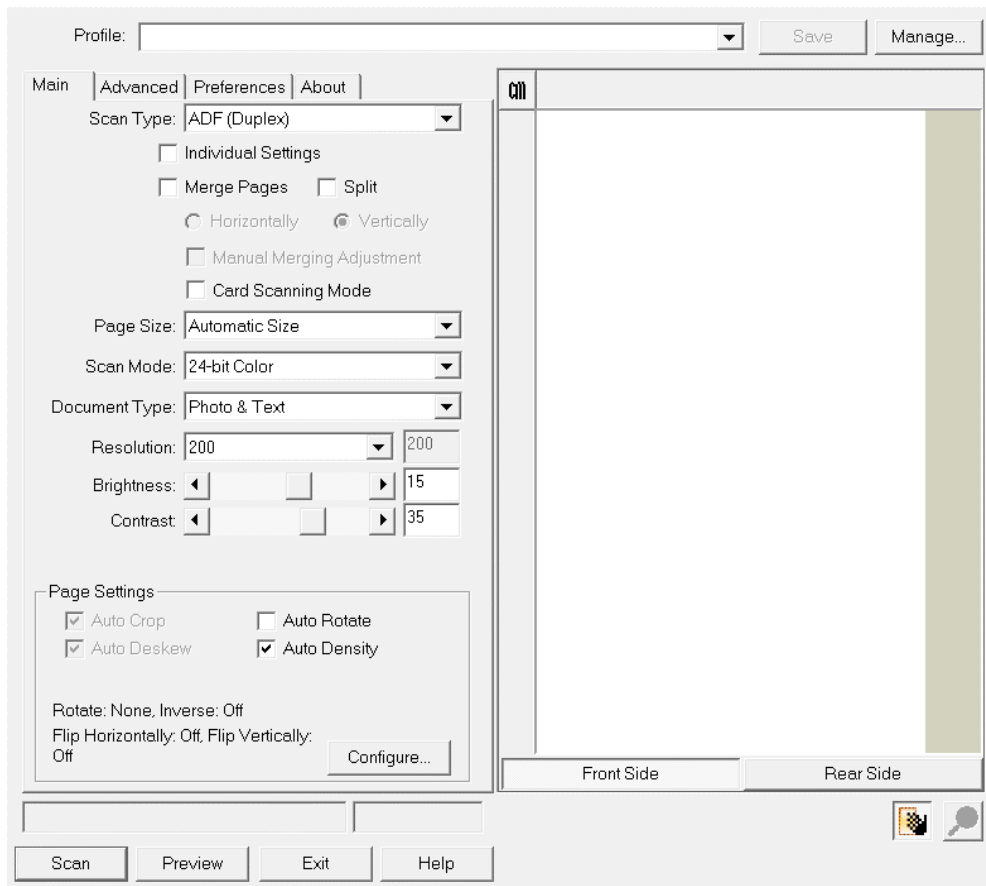 Profile:
Save
Manage...
Main
Advanced
Preferences
About
Scan Type: ADF (Duplex)
Individual Settings
Merge Pages
Split
Horizontally
Vertically
Manual Merging Adjustment
Card Scanning Mode
Page Size: Automatic Size
Scan Mode: 24-bit Color
Document Type: Photo & Text
Resolution: 200 200
Brightness: 15
Contrast: 35
Page Settings
Auto Crop
Auto Rotate
Auto Deskew
Auto Density
Rotate: None, Inverse: Off
Flip Horizontally: Off, Flip Vertically:
Off
Configure...
Front Side
Rear Side
Scan
Preview
Exit
Help